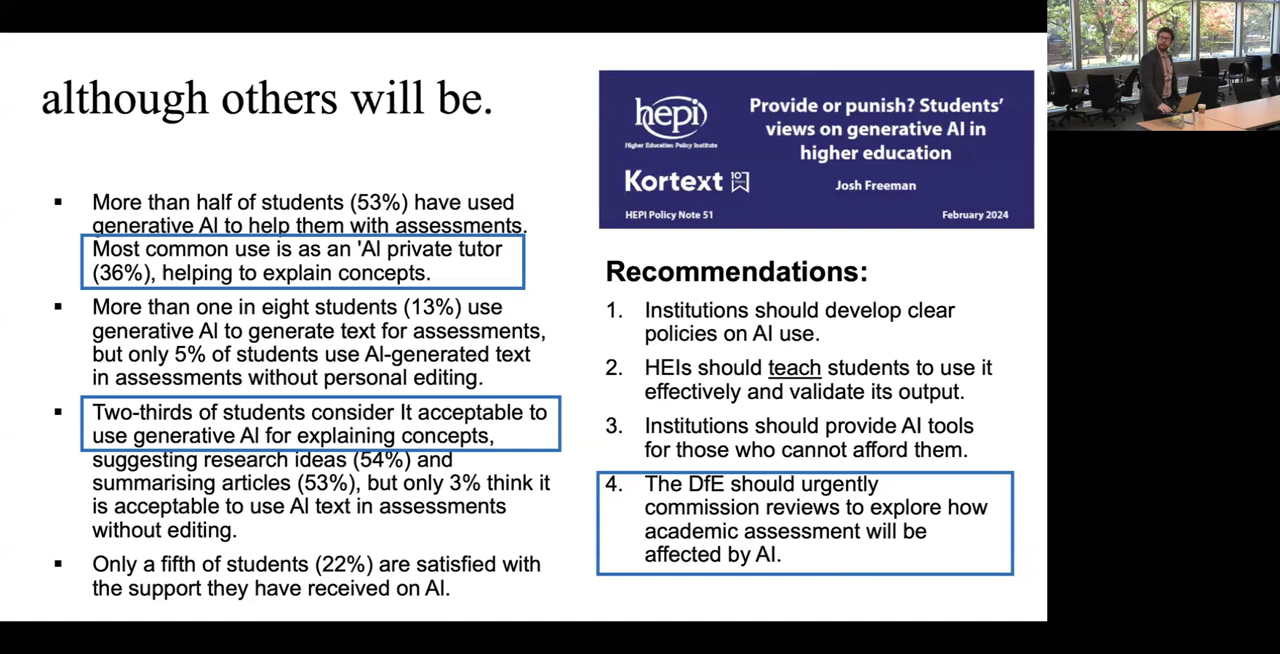 although others will be.
▪ More than half of students (53%) have used
generative AI to help them with assessments.
Most common use is as an 'AI private tutor
(36%), helping to explain concepts.
▪ More than one in eight students (13%) use
generative AI to generate text for assessments,
but only 5% of students use AI-generated text
in assessments without personal editing.
▪ Two-thirds of students consider It acceptable to
use generative AI for explaining concepts,
suggesting research ideas (54%) and
summarising articles (53%), but only 3% think it
is acceptable to use AI text in assessments
without editing.
▪ Only a fifth of students (22%) are satisfied with
the support they have received on AI.
hepi
Higher Education Policy Institute
Kortext 10
HEPI Policy Note 51
Provide or punish? Students'
views on generative AI in
higher education
Josh Freeman
February 2024
Recommendations:
1. Institutions should develop clear
policies on AI use.
2. HEIs should teach students to use it
effectively and validate its output.
3. Institutions should provide AI tools
for those who cannot afford them.
4. The DfE should urgently
commission reviews to explore how
academic assessment will be
affected by AI.